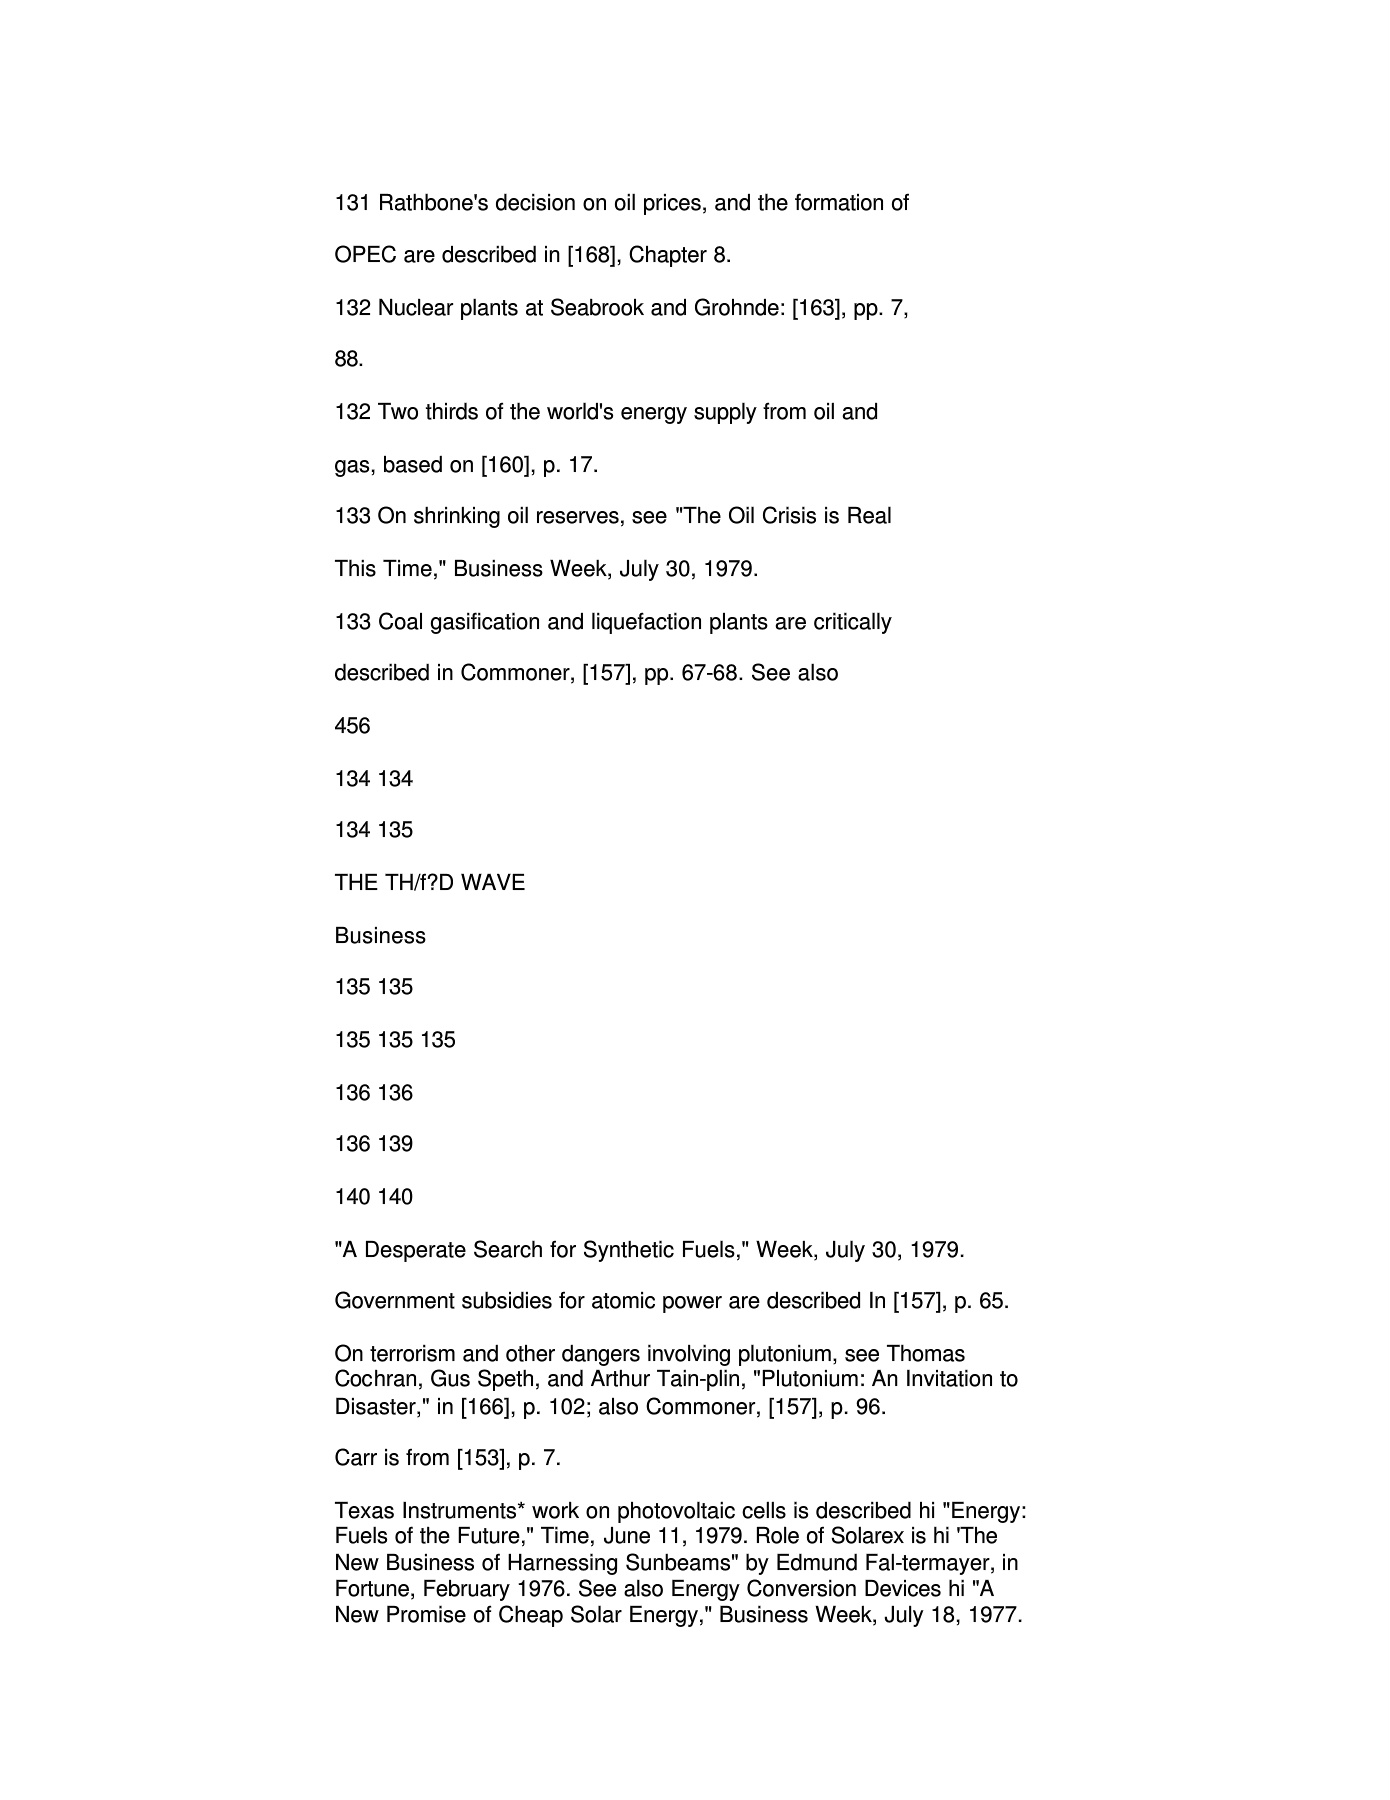 131 Rathbone's decision on oil prices, and the formation of
OPEC are described in [168], Chapter 8.
132 Nuclear plants at Seabrook and Grohnde: [163], pp. 7,
88.
132 Two thirds of the world's energy supply from oil and
gas, based on [160], p. 17.
133 On shrinking oil reserves, see "The Oil Crisis is Real
This Time," Business Week, July 30, 1979.
133 Coal gasification and liquefaction plants are critically
described in Commoner, [157], pp. 67-68. See also
456
134 134
134 135
THE TH/f?D WAVE
Business
135 135
135 135 135
136 136
136 139
140 140
"A Desperate Search for Synthetic Fuels," Week, July 30, 1979.
Government subsidies for atomic power are described In [157], p. 65.
On terrorism and other dangers involving plutonium, see Thomas
Cochran, Gus Speth, and Arthur Tain-plin, "Plutonium: An Invitation to
Disaster," in [166], p. 102; also Commoner, [157], p. 96.
Carr is from [153], p. 7.
Texas Instruments* work on photovoltaic cells is described hi "Energy:
Fuels of the Future," Time, June 11, 1979. Role of Solarex is hi 'The
New Business of Harnessing Sunbeams" by Edmund Fal-termayer, in
Fortune, February 1976. See also Energy Conversion Devices hi "A
New Promise of Cheap Solar Energy," Business Week, July 18, 1977.